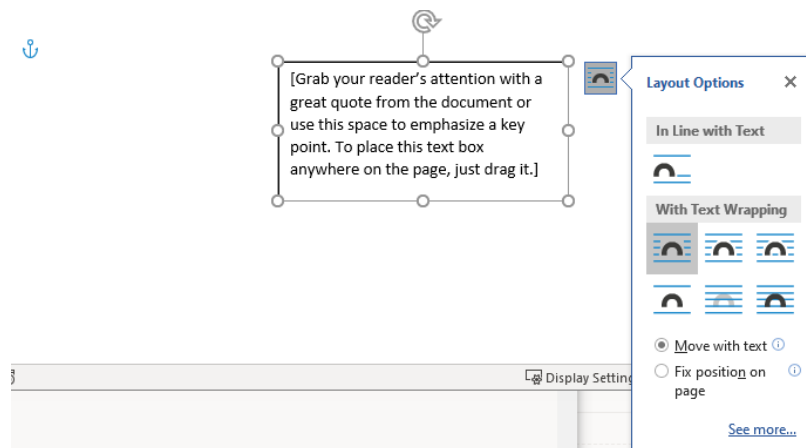 [Grab your reader's attention with a
great quote from the document or
use this space to emphasize a key
point. To place this text box
anywhere on the page, just drag it.]
Layout Options
In Line with Text
With Text Wrapping
Move with text
Fix position on
page
See more...
Display